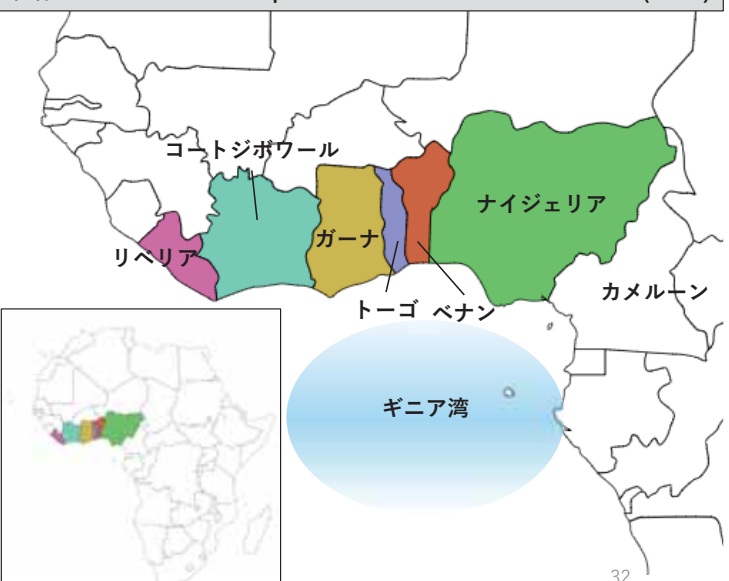 コートジボワール
ナイジェリア
ガーナ
リベリア
カメルーン
トーゴ
ベナン
ギニア湾
32